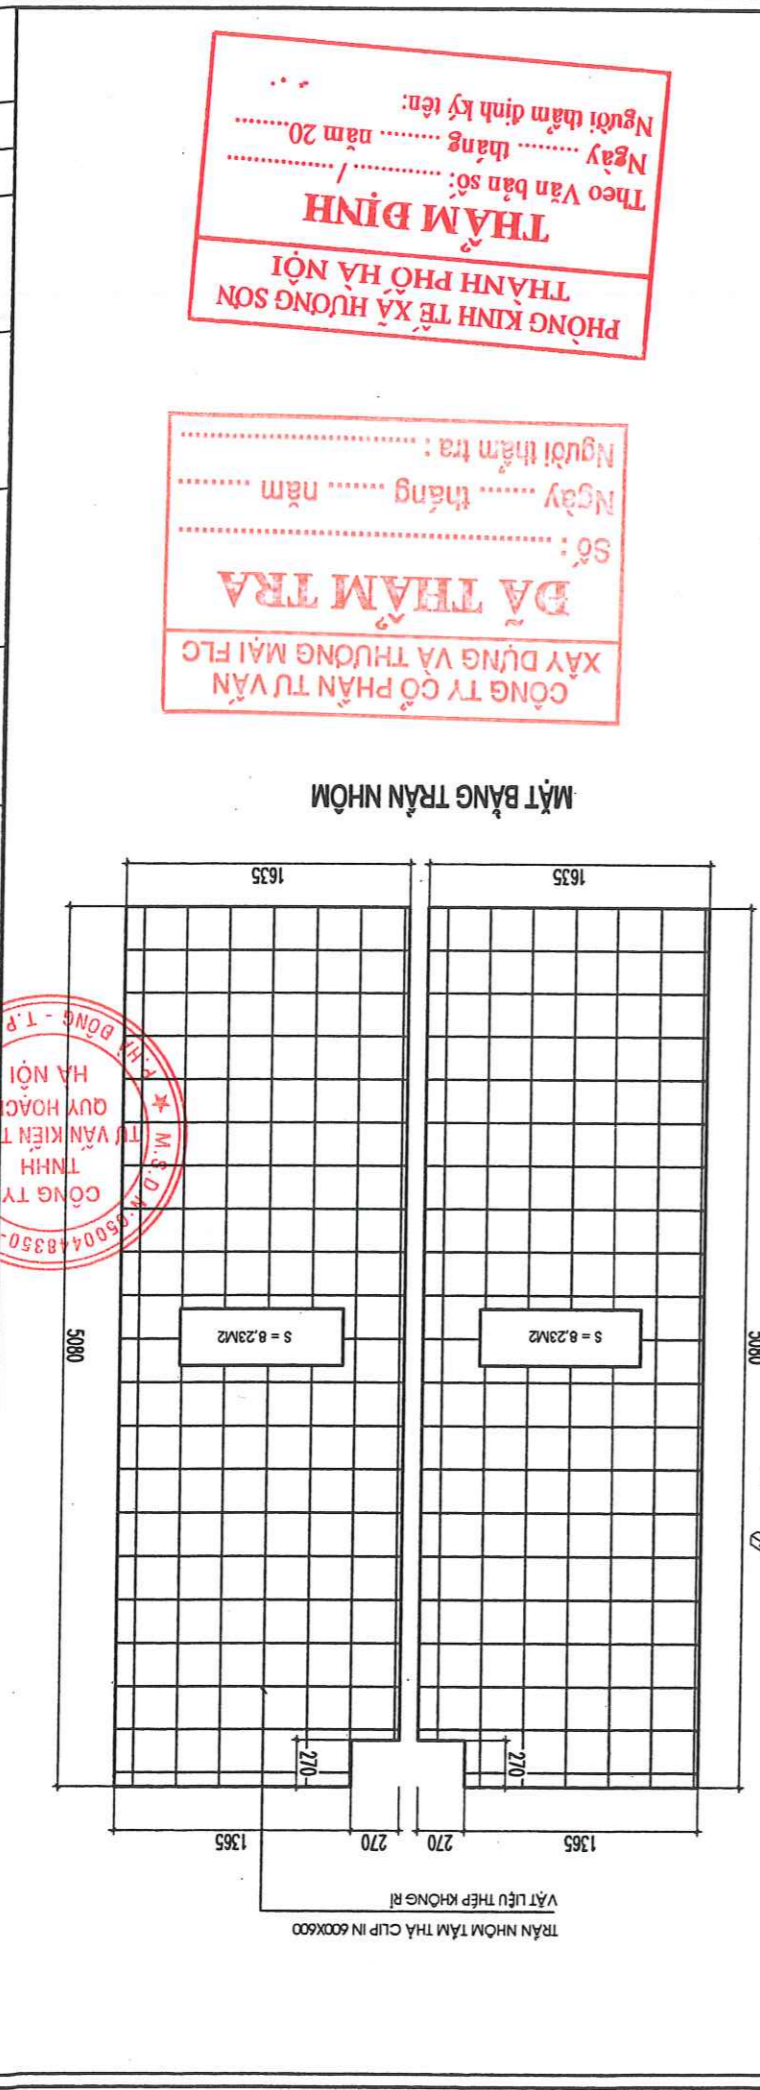 TRẦN NHÔM TẤM THẢ CLIP IN 600X600
VẬT LIỆU THÉP KHÔNG RỈ
1365
270
270
1365
270
270
5080
5080
S = 8,23M2
S = 8,23M2
1635
1635
MẶT BẰNG TRẦN NHÔM
M.S.D.N:0500448350-
CÔNG TY
TNHH
TƯ VẤN KIẾN T
QUY HOẠCH
HÀ NỘI
P.HÀ ĐÔNG - T.P
CÔNG TY CỔ PHẦN TƯ VẤN
XÂY DỰNG VÀ THƯƠNG MẠI FLC
ĐÃ THẨM TRA
Số : ..........................................
Ngày ....... tháng ....... năm .........
Người thẩm tra : ..............................
PHÒNG KINH TẾ XÃ HƯƠNG SƠN
THÀNH PHỐ HÀ NỘI
THẨM ĐỊNH
Theo Văn bản số: ............. / ................
Ngày ......... tháng ......... năm 20.........
Người thẩm định ký tên: